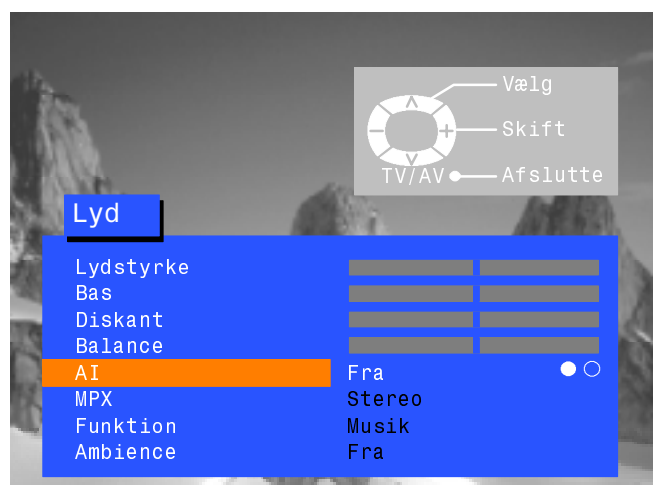 Vælg
Skift
TV/AV Afslutte
Lyd
Lydstyrke
Bas
Diskant
Balance
AI Fra
MPX Stereo
Funktion Musik
Ambience Fra